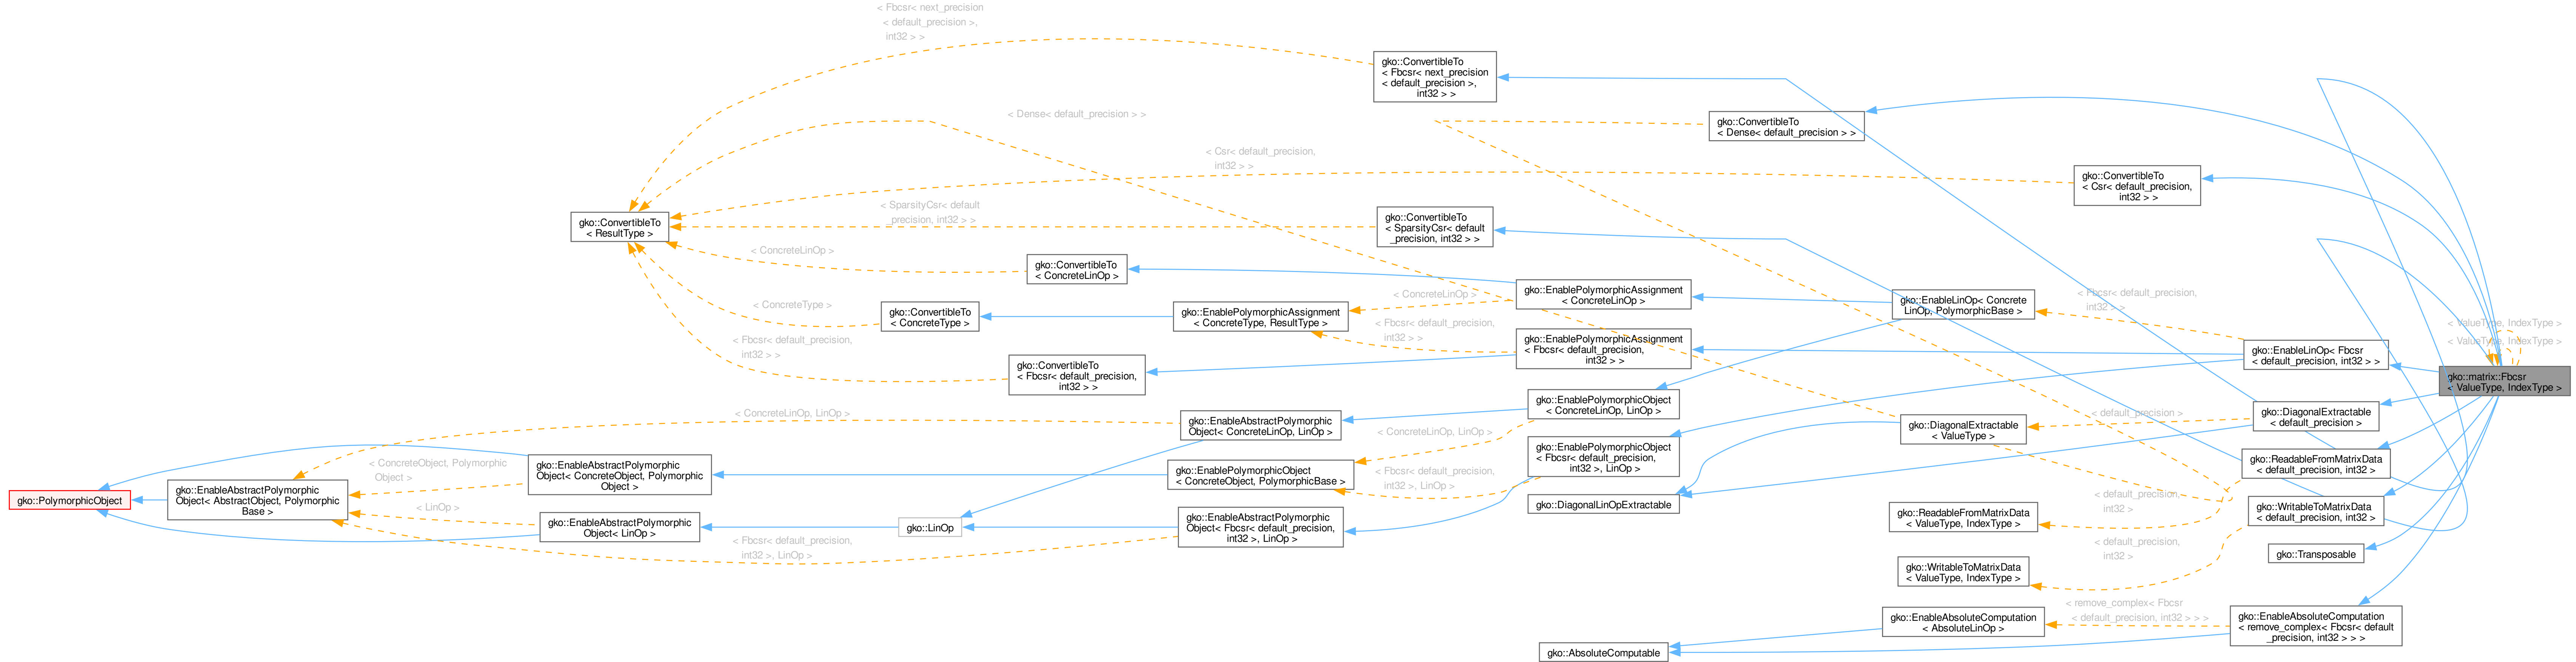 < Fbcsr< next_precision
< default_precision >,
int32 > >
gko::ConvertibleTo
< Fbcsr< next_precision
< default_precision >,
int32 > >
< Dense< default_precision > >
gko::ConvertibleTo
< Dense< default_precision > >
< Csr< default_precision,
int32 > >
gko::ConvertibleTo
< Csr< default_precision,
int32 > >
< SparsityCsr< default
_precision, int32 > >
gko::ConvertibleTo
< SparsityCsr< default
_precision, int32 > >
gko::ConvertibleTo
< ResultType >
< ConcreteLinOp >
gko::ConvertibleTo
< ConcreteLinOp >
< ConcreteType >
gko::ConvertibleTo
< ConcreteType >
gko::EnablePolymorphicAssignment
< ConcreteType, ResultType >
< ConcreteLinOp >
gko::EnablePolymorphicAssignment
< ConcreteLinOp >
gko::EnableLinOp< Concrete
LinOp, PolymorphicBase >
< Fbcsr< default_precision,
int32 > >
< Fbcsr< default_precision,
int32 > >
gko::EnablePolymorphicAssignment
< Fbcsr< default_precision,
int32 > >
gko::EnableLinOp< Fbcsr
< default_precision, int32 > >
< ValueType, IndexType >
< ValueType, IndexType >
gko::matrix::Fbcsr
< ValueType, IndexType >
< Fbcsr< default_precision,
int32 > >
gko::ConvertibleTo
< Fbcsr< default_precision,
int32 > >
gko::EnablePolymorphicObject
< ConcreteLinOp, LinOp >
< default_precision >
gko::DiagonalExtractable
< default_precision >
gko::DiagonalExtractable
< ValueType >
< ConcreteLinOp, LinOp >
gko::EnableAbstractPolymorphic
Object< ConcreteLinOp, LinOp >
< ConcreteLinOp, LinOp >
gko::EnablePolymorphicObject
< Fbcsr< default_precision,
int32 >, LinOp >
gko::ReadableFromMatrixData
< default_precision, int32 >
< ConcreteObject, Polymorphic
Object >
gko::EnableAbstractPolymorphic
Object< ConcreteObject, Polymorphic
Object >
gko::EnablePolymorphicObject
< ConcreteObject, PolymorphicBase >
< Fbcsr< default_precision,
int32 >, LinOp >
gko::PolymorphicObject
gko::EnableAbstractPolymorphic
Object< AbstractObject, Polymorphic
Base >
< LinOp >
gko::EnableAbstractPolymorphic
Object< LinOp >
gko::LinOp
gko::EnableAbstractPolymorphic
Object< Fbcsr< default_precision,
int32 >, LinOp >
gko::DiagonalLinOpExtractable
< default_precision,
int32 >
gko::ReadableFromMatrixData
< ValueType, IndexType >
gko::WritableToMatrixData
< default_precision, int32 >
< Fbcsr< default_precision,
int32 >, LinOp >
< default_precision,
int32 >
gko::Transposable
gko::WritableToMatrixData
< ValueType, IndexType >
< remove_complex< Fbcsr
< default_precision, int32 > > >
gko::EnableAbsoluteComputation
< AbsoluteLinOp >
gko::EnableAbsoluteComputation
< remove_complex< Fbcsr< default
_precision, int32 > > >
gko::AbsoluteComputable